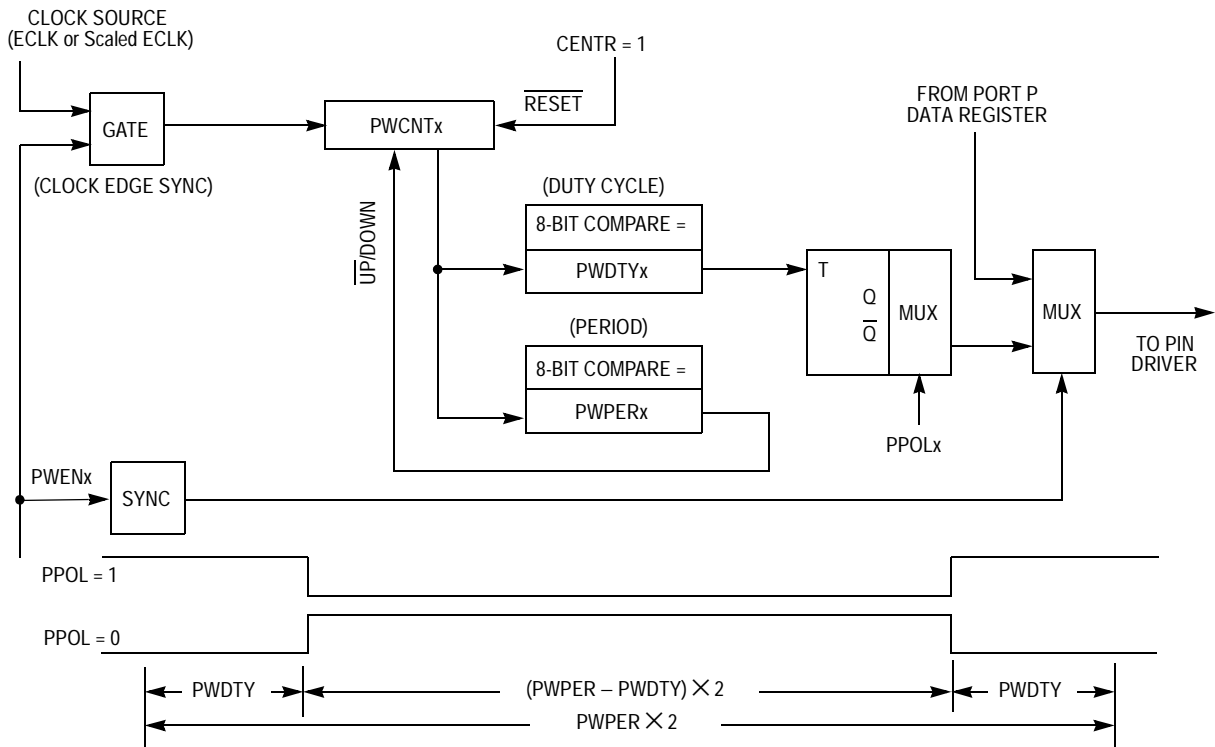 CLOCK SOURCE
(ECLK or Scaled ECLK)
CENTR = 1
RESET
FROM PORT P
DATA REGISTER
GATE
PWCNTx
(CLOCK EDGE SYNC)
UP/DOWN
(DUTY CYCLE)
8-BIT COMPARE =
PWDTYx
T
Q
Q
MUX
MUX
TO PIN
DRIVER
(PERIOD)
8-BIT COMPARE =
PWPERx
PPOLx
PWENx
SYNC
PPOL = 1
PPOL = 0
PWDTY
(PWPER – PWDTY) × 2
PWDTY
PWPER × 2